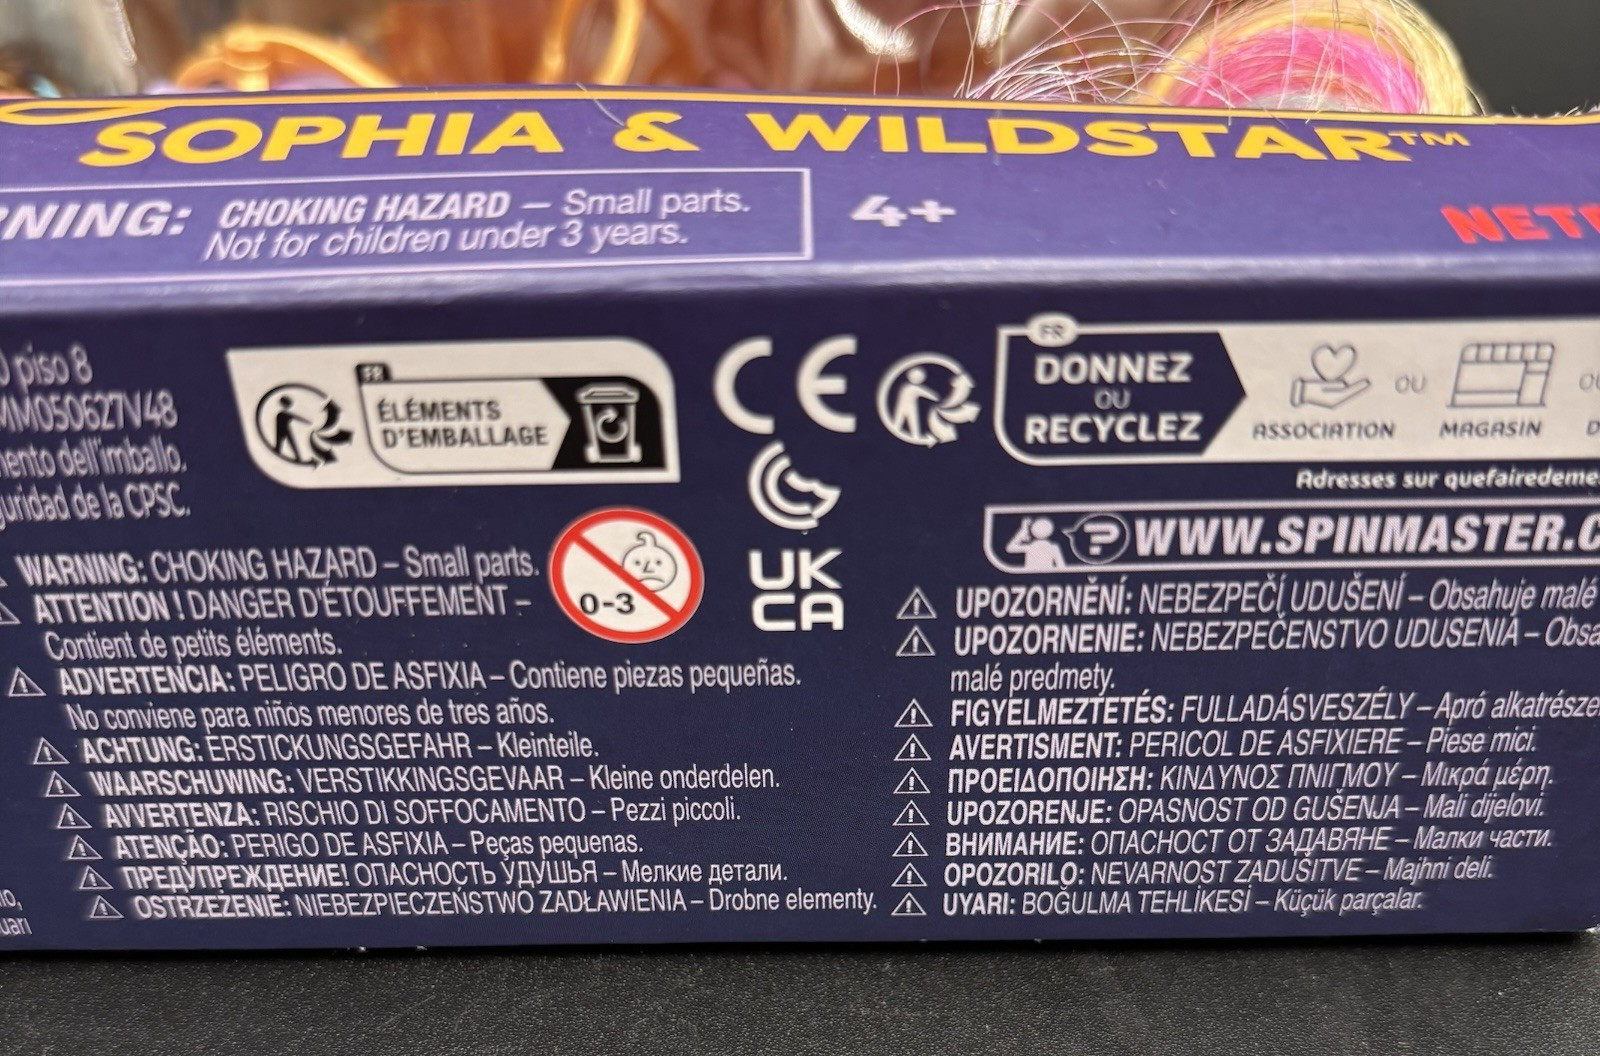 SOPHIA & WILDSTAR™
CHOKING HAZARD – Small parts.
Not for children under 3 years.
4+
piso 8
MM050627V48
dell'imballo.
de la CPSC.
FR
ÉLÉMENTS
D'EMBALLAGE
CE
UK
CA
0-3
FR
DONNEZ
OU
RECYCLEZ
ASSOCIATION
OU
MAGASIN
Adresses sur
WWW.SPINMASTER.
WARNING: CHOKING HAZARD – Small parts.
ATTENTION ! DANGER D'ÉTOUFFEMENT –
Contient de petits éléments.
ADVERTENCIA: PELIGRO DE ASFIXIA – Contiene piezas pequeñas.
No conviene para niños menores de tres años.
ACHTUNG: ERSTICKUNGSGEFAHR – Kleinteile.
WAARSCHUWING: VERSTIKKINGSGEVAAR – Kleine onderdelen.
AVVERTENZA: RISCHIO DI SOFFOCAMENTO – Pezzi piccoli.
ATENÇÃO: PERIGO DE ASFIXIA – Peças pequenas.
ПРЕДУПРЕЖДЕНИЕ! ОПАСНОСТЬ УДУШЬЯ – Мелкие детали.
OSTRZEŻENIE: NIEBEZPIECZEŃSTWO ZADŁAWIENIA – Drobne elementy.
UPOZORNĚNÍ: NEBEZPEČÍ UDUŠENÍ – Obsahuje malé
UPOZORNENIE: NEBEZPEČENSTVO UDUSENIA –
malé predmety.
FIGYELMEZTETÉS: FULLADÁSVESZÉLY – Apró
AVERTISMENT: PERICOL DE ASFIXIERE – Piese mici.
ΠΡΟΕΙΔΟΠΟΙΗΣΗ: ΚΙΝΔΥΝΟΣ ΠΝΙΓΜΟΥ – Μικρά μέρη.
UPOZORENJE: OPASNOST OD GUŠENJA – Mali dijelovi.
ВНИМАНИЕ: ОПАСНОСТ ОТ ЗАДАВЯНЕ – Малки части.
OPOZORILO: NEVARNOST ZADUŠITVE – Majhni deli.
UYARI: BOĞULMA TEHLİKESİ – Küçük parçalar.